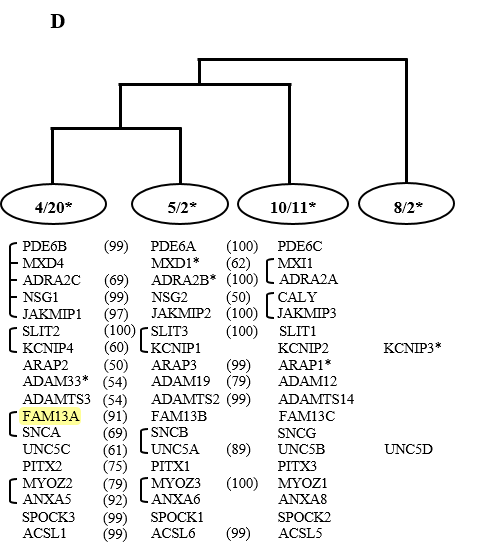 D
4/20* 5/2* 10/11* 8/2*
PDE6B (99) PDE6A (100) PDE6C
MXD4 MXD1* (62) MXI1
ADRA2C (69) ADRA2B* (100) ADRA2A
NSG1 (99) NSG2 (50) CALY
JAKMIP1 (97) JAKMIP2 (100) JAKMIP3
SLIT2 (100) SLIT3 (100) SLIT1
KCNIP4 (60) KCNIP1 KCNIP2 KCNIP3*
ARAP2 (50) ARAP3 (99) ARAP1*
ADAM33* (54) ADAM19 (79) ADAM12
ADAMTS3 (54) ADAMTS2 (99) ADAMTS14
FAM13A (91) FAM13B FAM13C
SNCA (69) SNCB SNCG
UNC5C (61) UNC5A (89) UNC5B UNC5D
PITX2 (75) PITX1 PITX3
MYOZ2 (79) MYOZ3 (100) MYOZ1
ANXA5 (92) ANXA6 ANXA8
SPOCK3 (99) SPOCK1 SPOCK2
ACSL1 (99) ACSL6 (99) ACSL5